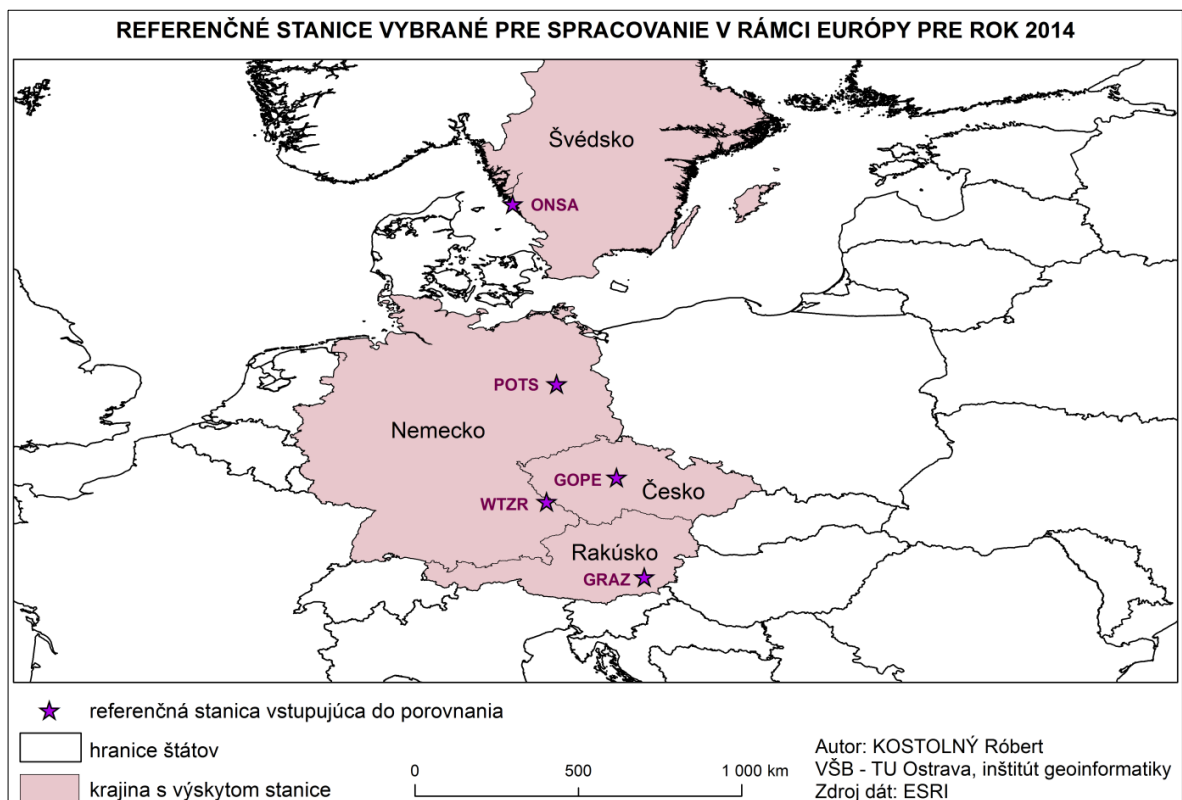 REFERENČNÉ STANICE VYBRANÉ PRE SPRACOVANIE V RÁMCI EURÓPY PRE ROK 2014
Švédsko
ONSA
POTS
Nemecko
GOPE
Česko
WTZR
Rakúsko
GRAZ
referenčná stanica vstupujúca do porovnania
hranice štátov
krajina s výskytom stanice
0 500 1 000 km
Autor: KOSTOLNÝ Róbert
VŠB - TU Ostrava, inštitút geoinformatiky
Zdroj dát: ESRI